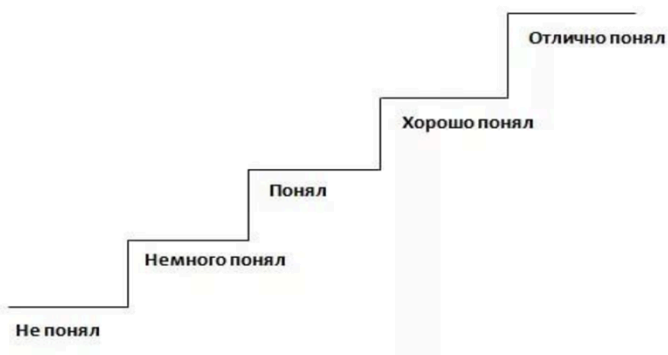 Отлично понял
Хорошо понял
Понял
Немного понял
Не понял